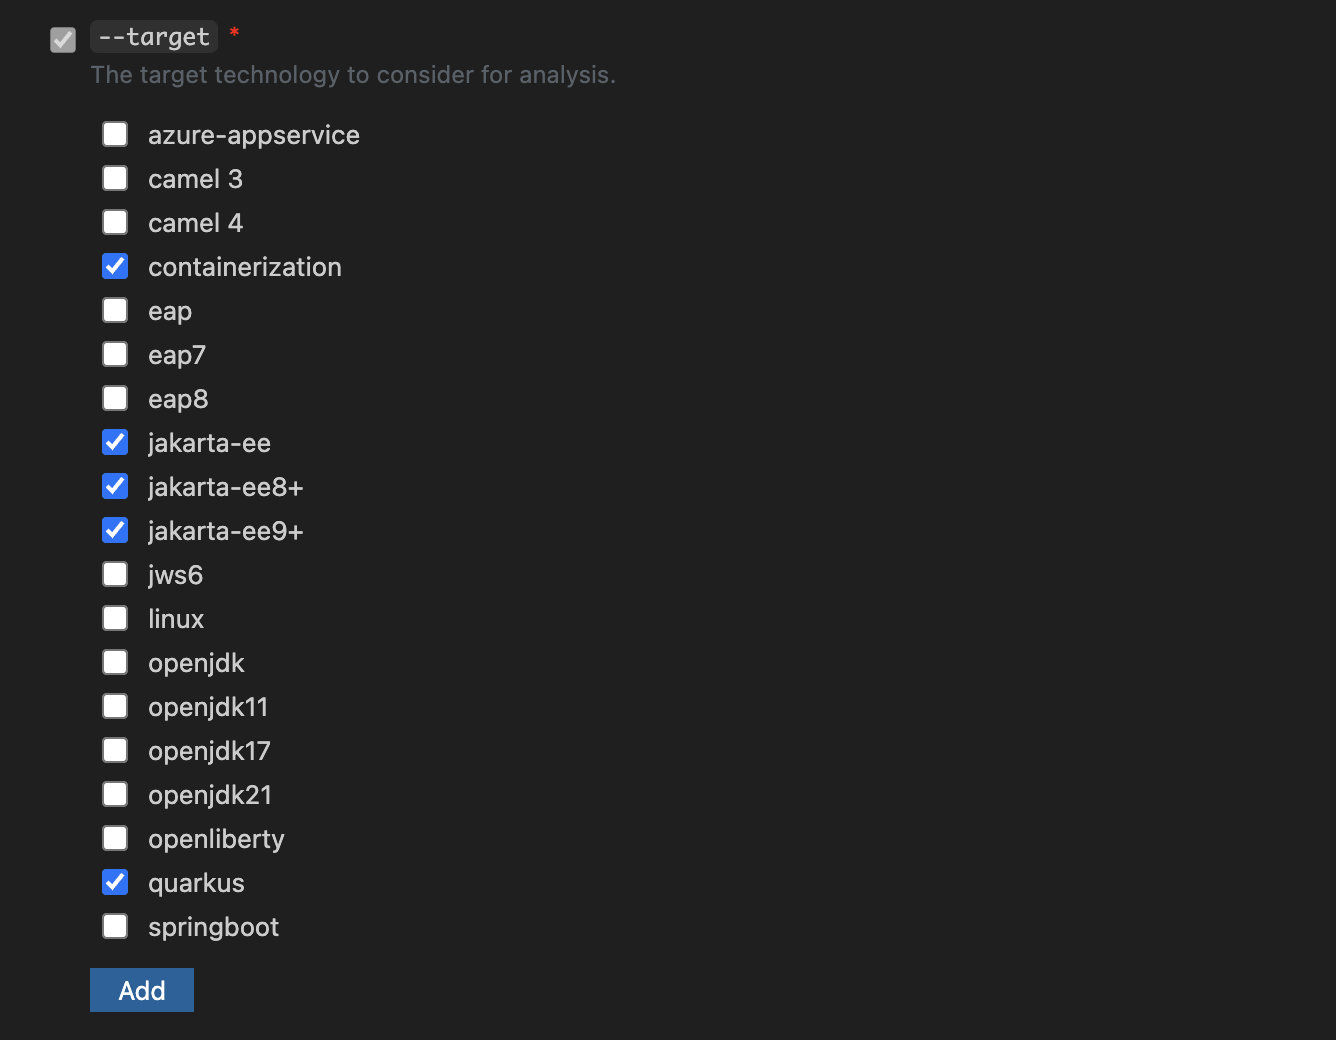 --target *
The target technology to consider for analysis.
azure-appservice
camel 3
camel 4
containerization
eap
eap7
eap8
jakarta-ee
jakarta-ee8+
jakarta-ee9+
jws6
linux
openjdk
openjdk11
openjdk17
openjdk21
openliberty
quarkus
springboot
Add